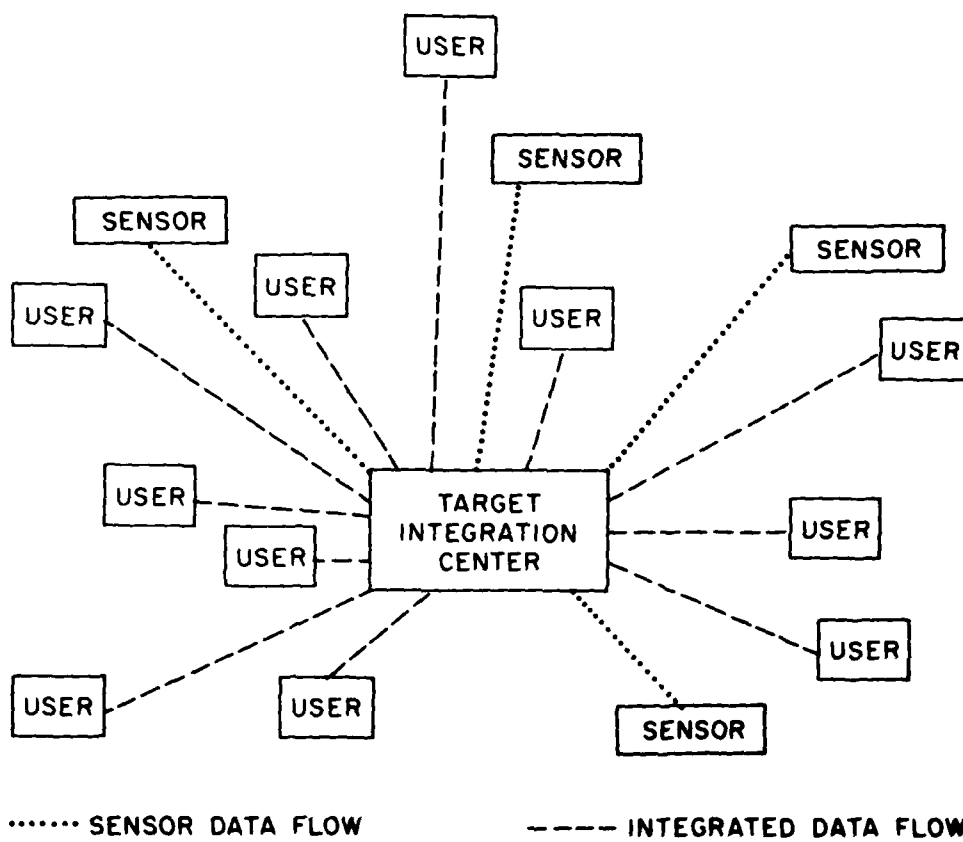 USER
SENSOR
SENSOR
SENSOR
USER
USER
USER
USER
USER
TARGET
INTEGRATION
CENTER
USER
USER
USER
USER
USER
USER
SENSOR
SENSOR DATA FLOW
INTEGRATED DATA FLOW